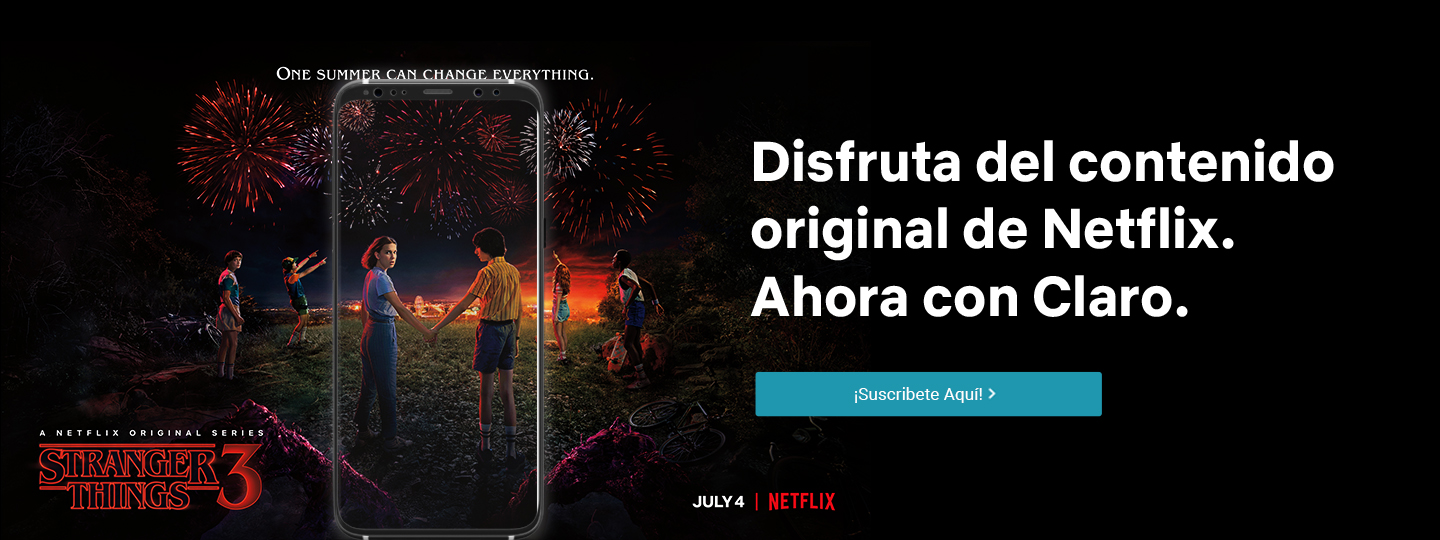 ONE SUMMER CAN CHANGE EVERYTHING.
Disfruta del contenido
original de Netflix.
Ahora con Claro.
¡Suscribete Aquí! >
A NETFLIX ORIGINAL SERIES
STRANGER
THINGS 3
JULY 4 | NETFLIX